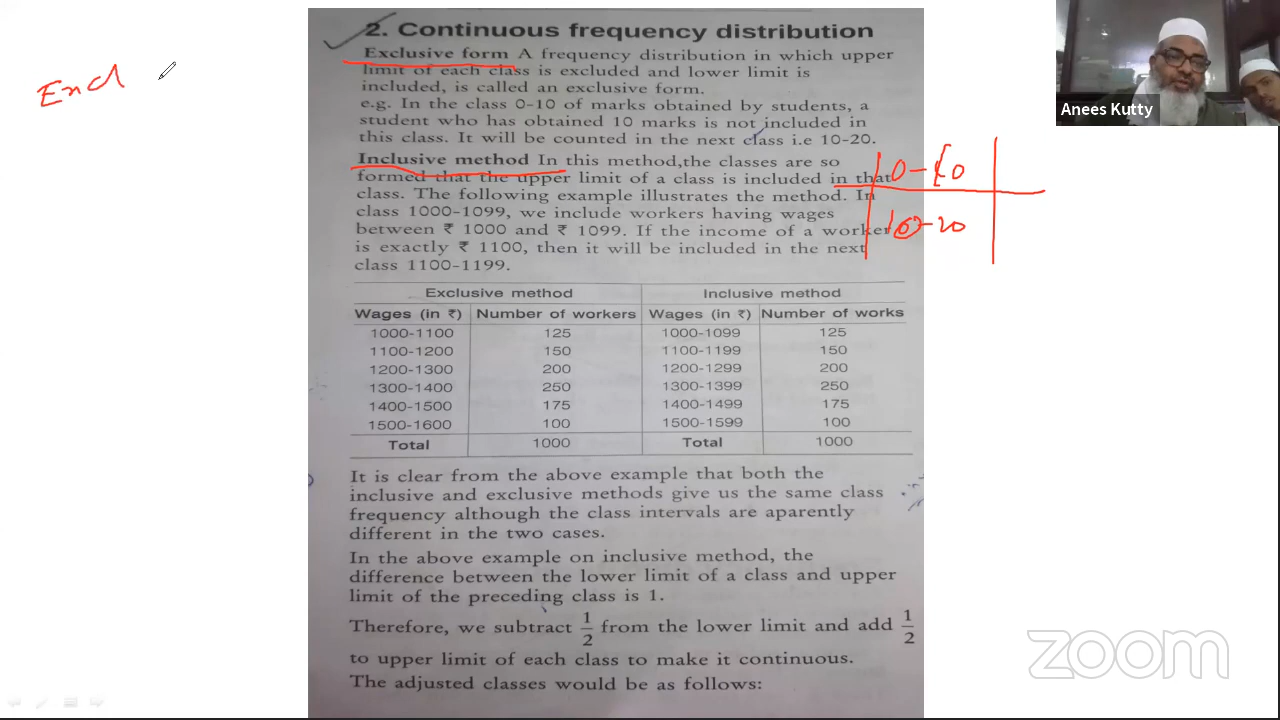 2. Continuous frequency distribution
Exclusive form A frequency distribution in which upper
limit of each class is excluded and lower limit is
included, is called an exclusive form.
e.g. In the class 0-10 of marks obtained by students, a
student who has obtained 10 marks is not included in
this class. It will be counted in the next class i.e 10-20.
Inclusive method In this method,the classes are so
formed that the upper limit of a class is included in that
class. The following example illustrates the method. In
class 1000-1099, we include workers having wages
between ₹ 1000 and ₹ 1099. If the income of a worker
is exactly ₹ 1100, then it will be included in the next
class 1100-1199.
Exclusive method Inclusive method
Wages (in ₹) Number of workers Wages (in ₹) Number of works
1000-1100 125 1000-1099 125
1100-1200 150 1100-1199 150
1200-1300 200 1200-1299 200
1300-1400 250 1300-1399 250
1400-1500 175 1400-1499 175
1500-1600 100 1500-1599 100
Total 1000 Total 1000
It is clear from the above example that both the
inclusive and exclusive methods give us the same class
frequency although the class intervals are aparently
different in the two cases.
In the above example on inclusive method, the
difference between the lower limit of a class and upper
limit of the preceding class is 1.
Therefore, we subtract 1/2 from the lower limit and add 1/2
to upper limit of each class to make it continuous.
The adjusted classes would be as follows:
Excl
0-10
10-20
Anees Kutty
zoom